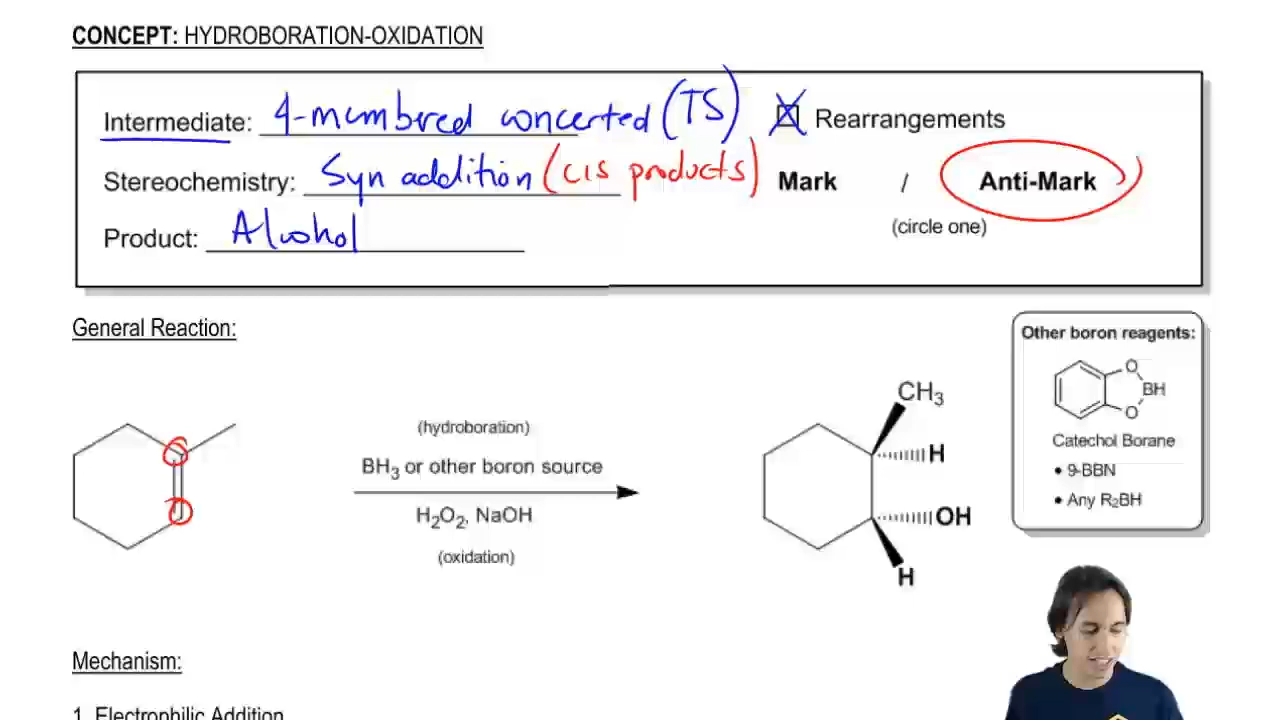 CONCEPT: HYDROBORATION-OXIDATION
Intermediate: 4-membered concerted (TS) Rearrangements
Stereochemistry: Syn addition (cis products) Mark / Anti-Mark
(circle one)
Product: Alcohol
General Reaction:
Other boron reagents:
O
BH
O
Catechol Borane
• 9-BBN
• Any R₂BH
(hydroboration)
BH₃ or other boron source
H₂O₂, NaOH
(oxidation)
CH₃
H
OH
H
Mechanism:
1. Electrophilic Addition